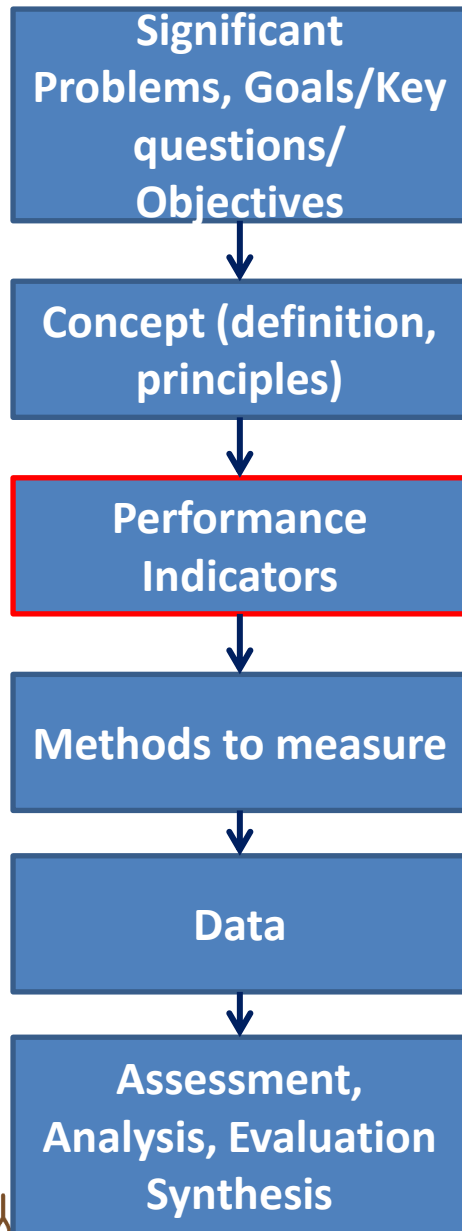 Significant
Problems, Goals/Key
questions/
Objectives
Concept (definition,
principles)
Performance
Indicators
Methods to measure
Data
Assessment,
Analysis, Evaluation
Synthesis